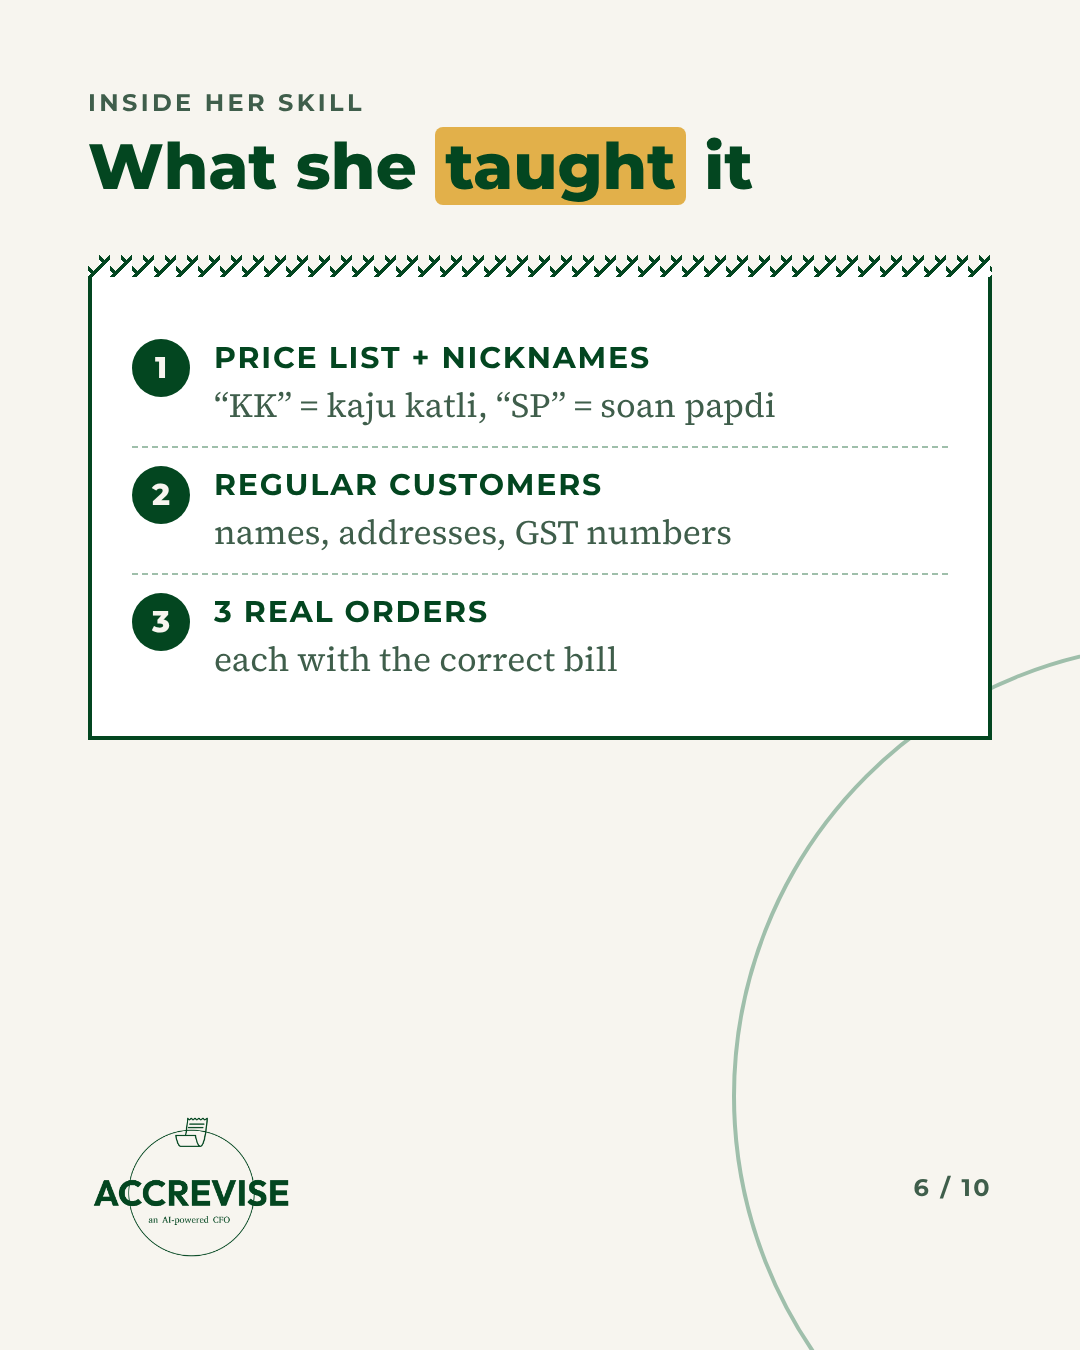 INSIDE HER SKILL
What she taught it
1
PRICE LIST + NICKNAMES
“KK” = kaju katli, “SP” = soan papdi
2
REGULAR CUSTOMERS
names, addresses, GST numbers
3
3 REAL ORDERS
each with the correct bill
ACCREVISE
an AI-powered CFO
6 / 10